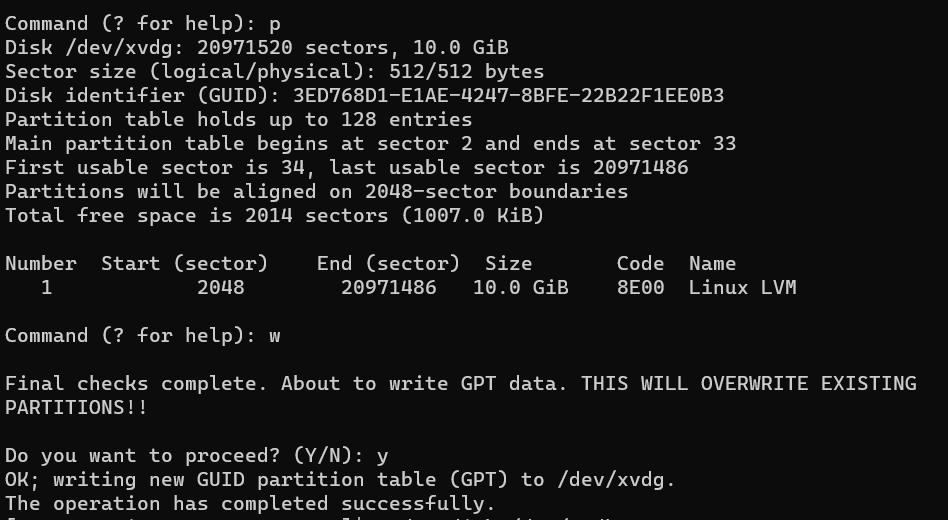 Command (? for help): p
Disk /dev/xvdg: 20971520 sectors, 10.0 GiB
Sector size (logical/physical): 512/512 bytes
Disk identifier (GUID): 3ED768D1-E1AE-4247-8BFE-22B22F1EE0B3
Partition table holds up to 128 entries
Main partition table begins at sector 2 and ends at sector 33
First usable sector is 34, last usable sector is 20971486
Partitions will be aligned on 2048-sector boundaries
Total free space is 2014 sectors (1007.0 KiB)
Number  Start (sector)    End (sector)  Size       Code  Name
   1            2048        20971486   10.0 GiB    8E00  Linux LVM
Command (? for help): w
Final checks complete. About to write GPT data. THIS WILL OVERWRITE EXISTING
PARTITIONS!!
Do you want to proceed? (Y/N): y
OK; writing new GUID partition table (GPT) to /dev/xvdg.
The operation has completed successfully.